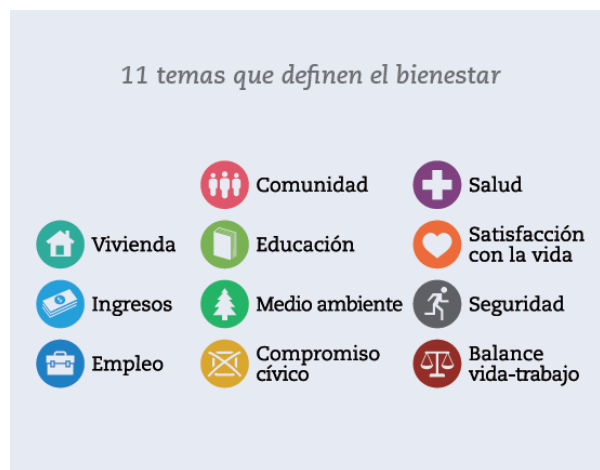 11 temas que definen el bienestar
Vivienda
Ingresos
Empleo
Comunidad
Educación
Medio ambiente
Compromiso
cívico
Salud
Satisfacción
con la vida
Seguridad
Balance
vida-trabajo